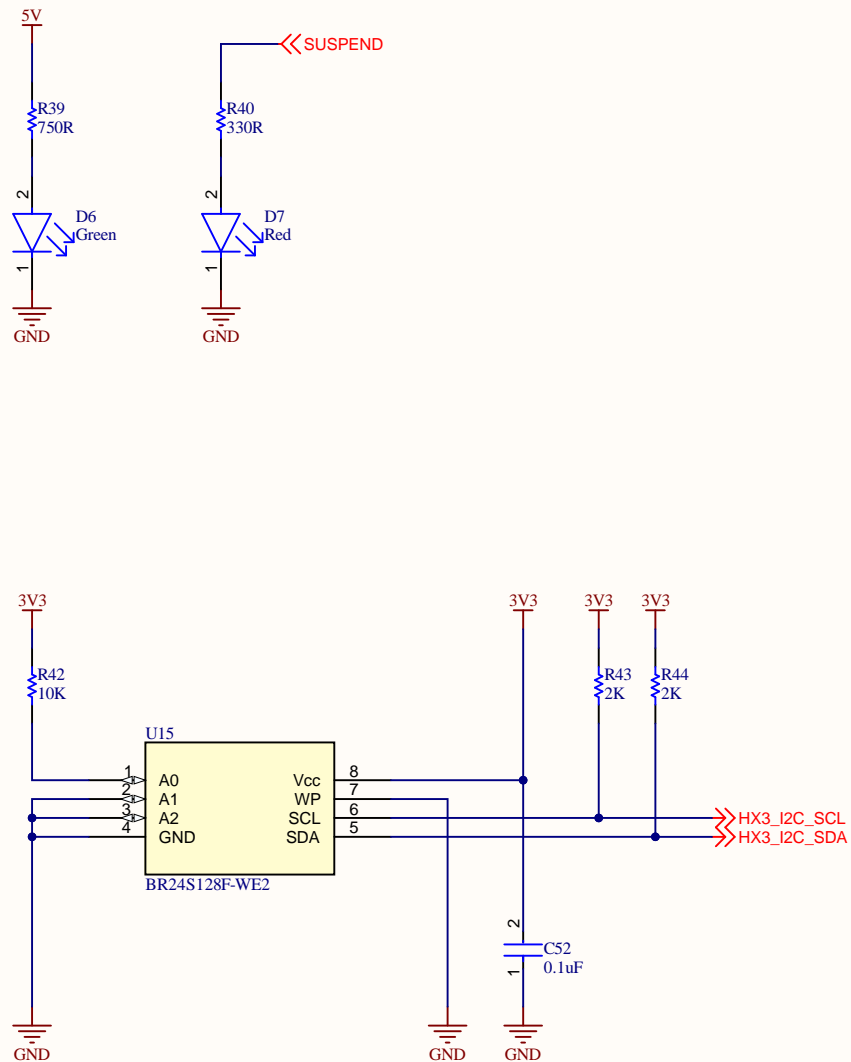 5V
SUSPEND
R39
750R
R40
330R
2
D6
Green
1
GND
2
D7
Red
1
GND
3V3
3V3
3V3
3V3
R42
10K
R43
2K
R44
2K
U15
1
A0
2
A1
3
A2
4
GND
Vcc
8
WP
7
SCL
6
SDA
5
BR24S128F-WE2
HX3_I2C_SCL
HX3_I2C_SDA
2
C52
0.1uF
1
GND
GND
GND